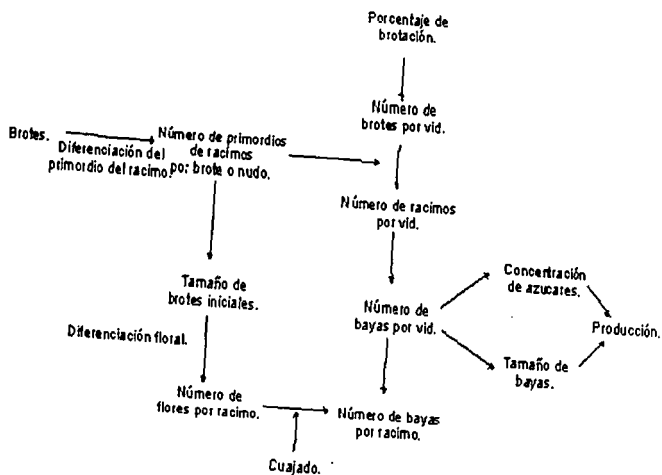 Porcentaje de
brotación.
Número de
brotes por vid.
Brotes.
Diferenciación del
primordio del racimo.
Número de primordios
de racimos
por brote o nudo.
Número de racimos
por vid.
Tamaño de
brotes iniciales.
Número de
bayas por vid.
Concentración
de azucares.
Producción.
Tamaño de
bayas.
Diferenciación floral.
Número de
flores por racimo.
Número de bayas
por racimo.
Cuajado.